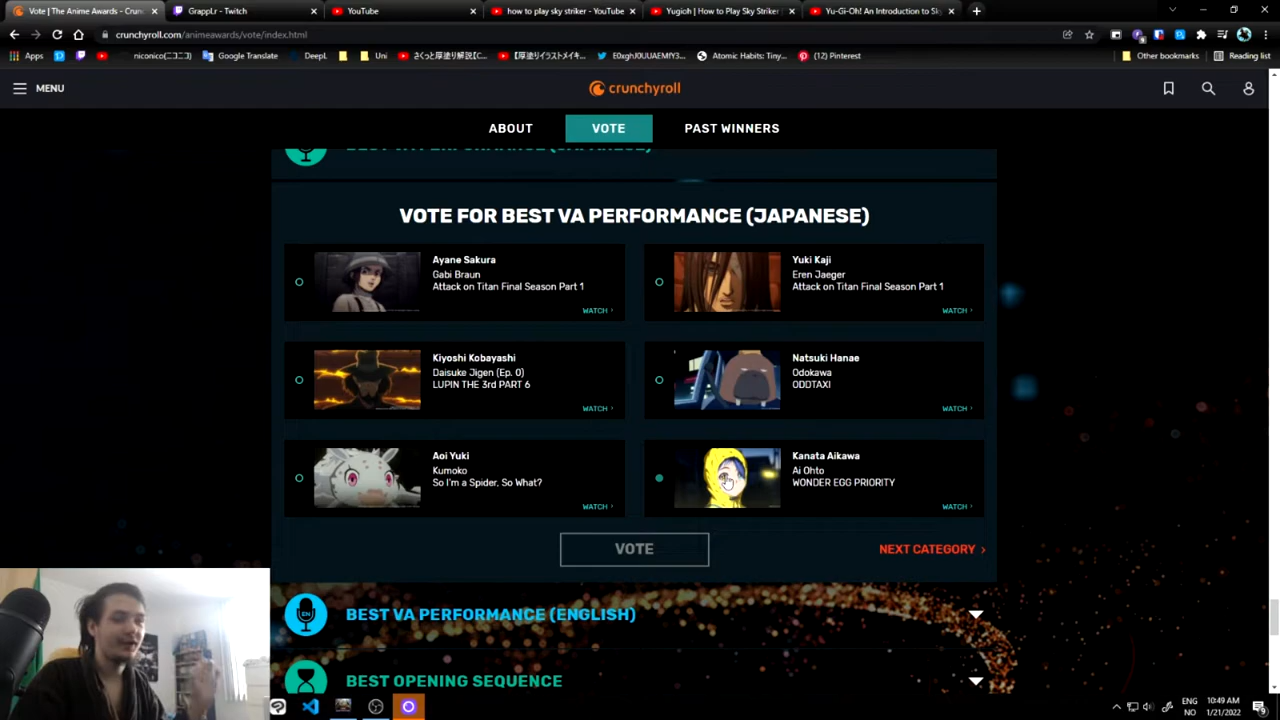 Vote | The Anime Awards - Crun
Grappl.r - Twitch
YouTube
how to play sky striker - YouTube
Yugioh | How to Play Sky Striker
Yu-Gi-Oh! An Introduction to Sk
crunchyroll.com/animeawards/vote/index.html
Apps
niconico(ニコニコ)
Google Translate
DeepL
Uni
さくっと厚塗り解説【C...
【厚塗りイラストメイキ...
Atomic Habits: Tiny...
(12) Pinterest
Other bookmarks
Reading list
MENU
crunchyroll
ABOUT
VOTE
PAST WINNERS
BEST VA PERFORMANCE (JAPANESE)
VOTE FOR BEST VA PERFORMANCE (JAPANESE)
Ayane Sakura
Gabi Braun
Attack on Titan Final Season Part 1
WATCH ›
Yuki Kaji
Eren Jaeger
Attack on Titan Final Season Part 1
WATCH ›
Kiyoshi Kobayashi
Daisuke Jigen (Ep. 0)
LUPIN THE 3rd PART 6
WATCH ›
Natsuki Hanae
Odokawa
ODDTAXI
WATCH ›
Aoi Yuki
Kumoko
So I'm a Spider, So What?
WATCH ›
Kanata Aikawa
Ai Ohto
WONDER EGG PRIORITY
WATCH ›
VOTE
NEXT CATEGORY ›
EN
BEST VA PERFORMANCE (ENGLISH)
BEST OPENING SEQUENCE
ENG
NO
10:49 AM
1/21/2022